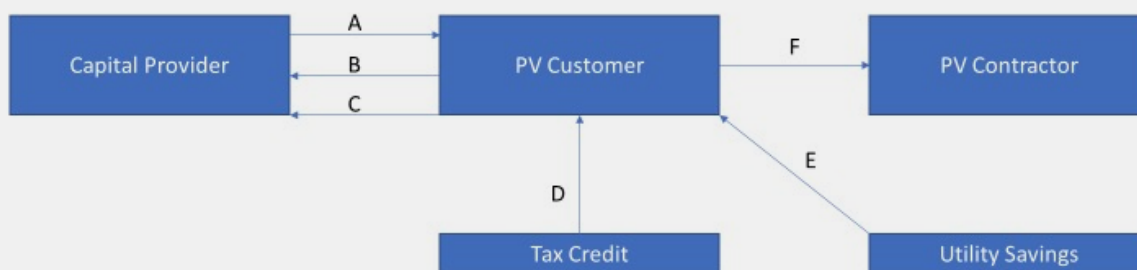 A
Capital Provider
B
C
PV Customer
F
PV Contractor
D
E
Tax Credit
Utility Savings